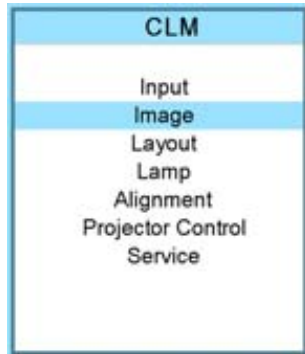 CLM
Input
Image
Layout
Lamp
Alignment
Projector Control
Service